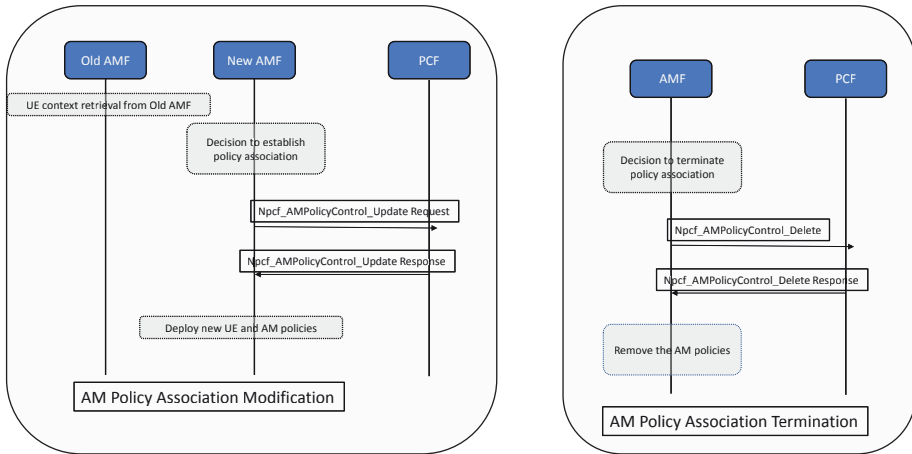 Old AMF
New AMF
PCF
UE context retrieval from Old AMF
Decision to establish
policy association
Npcf_AMPolicyControl_Update Request
Npcf_AMPolicyControl_Update Response
Deploy new UE and AM policies
AM Policy Association Modification
AMF
PCF
Decision to terminate
policy association
Npcf_AMPolicyControl_Delete
Npcf_AMPolicyControl_Delete Response
Remove the AM policies
AM Policy Association Termination